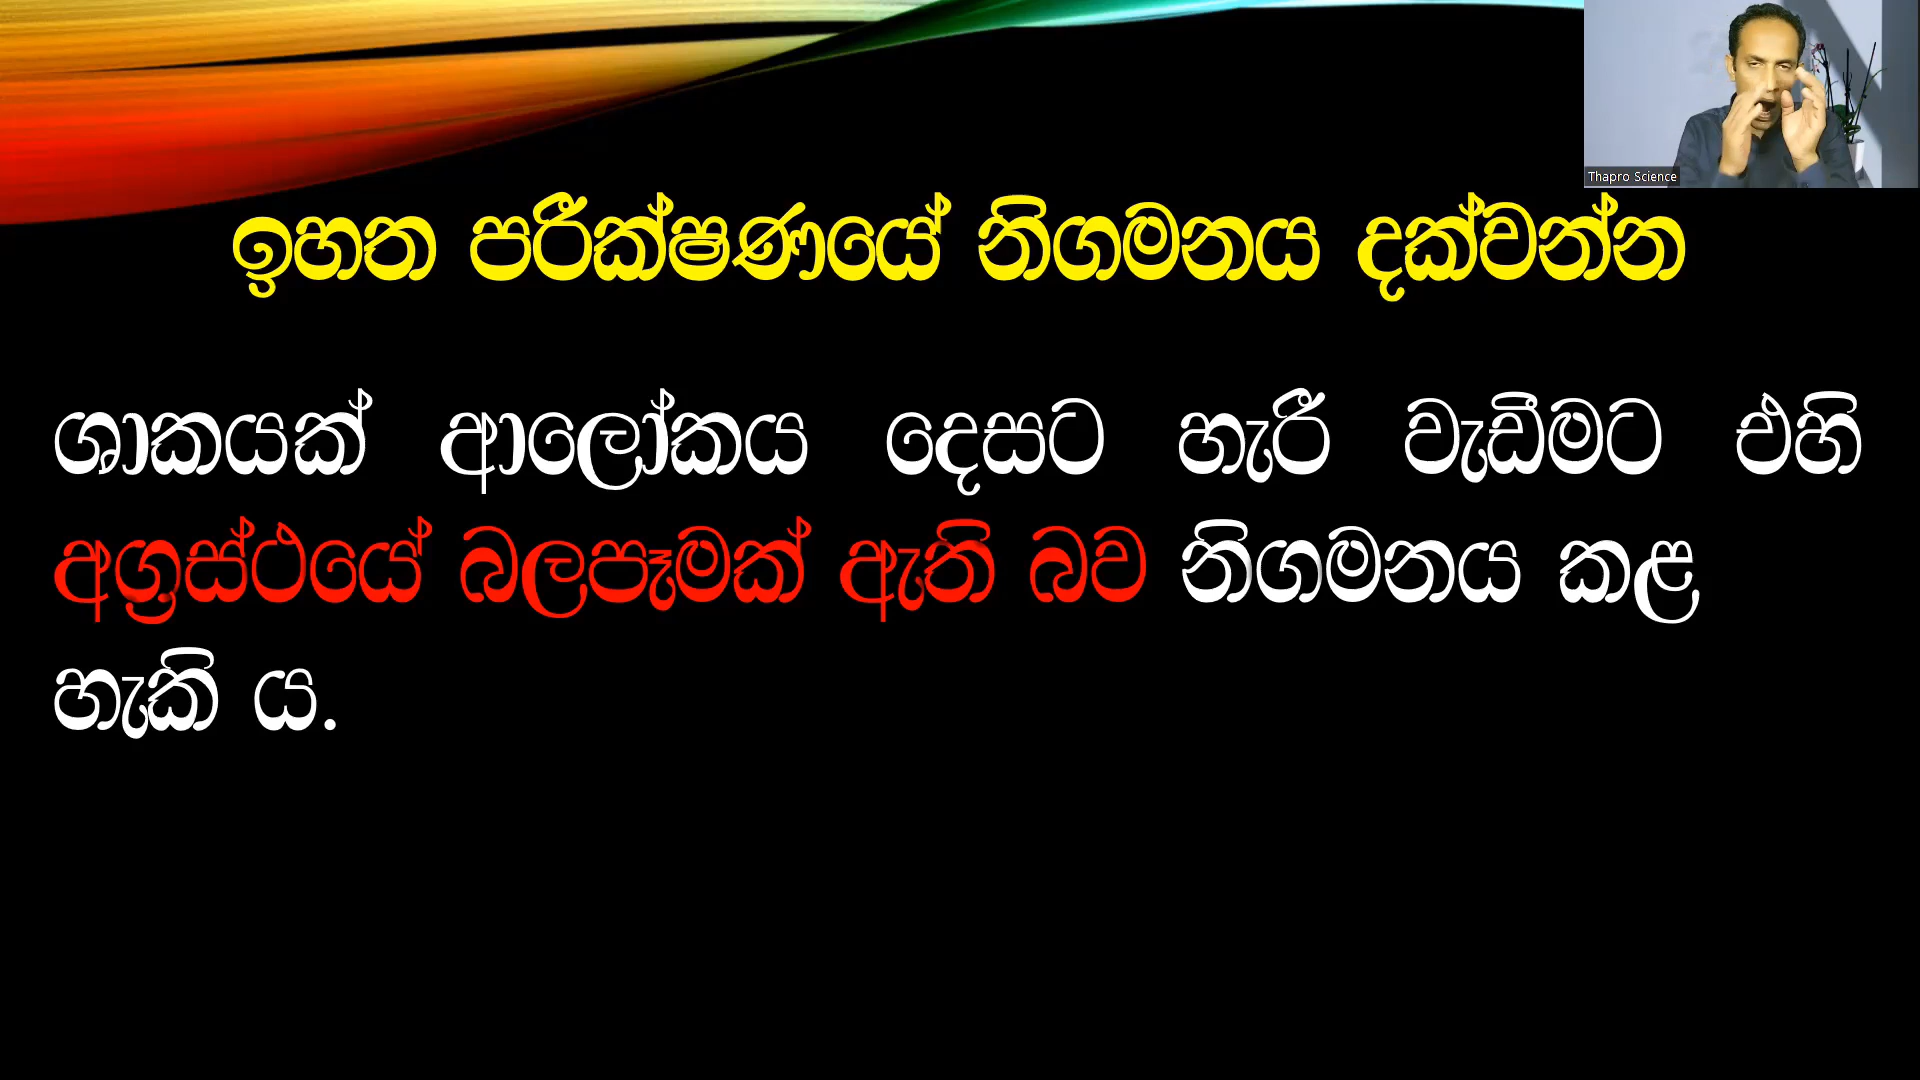 Thapro Science
ඉහත පරීක්ෂණයේ නිගමනය දක්වන්න
ශාකයක් ආලෝකය දෙසට හැරී වැඩීමට එහි
අග්‍රස්ථයේ බලපෑමක් ඇති බව නිගමනය කළ
හැකි ය.